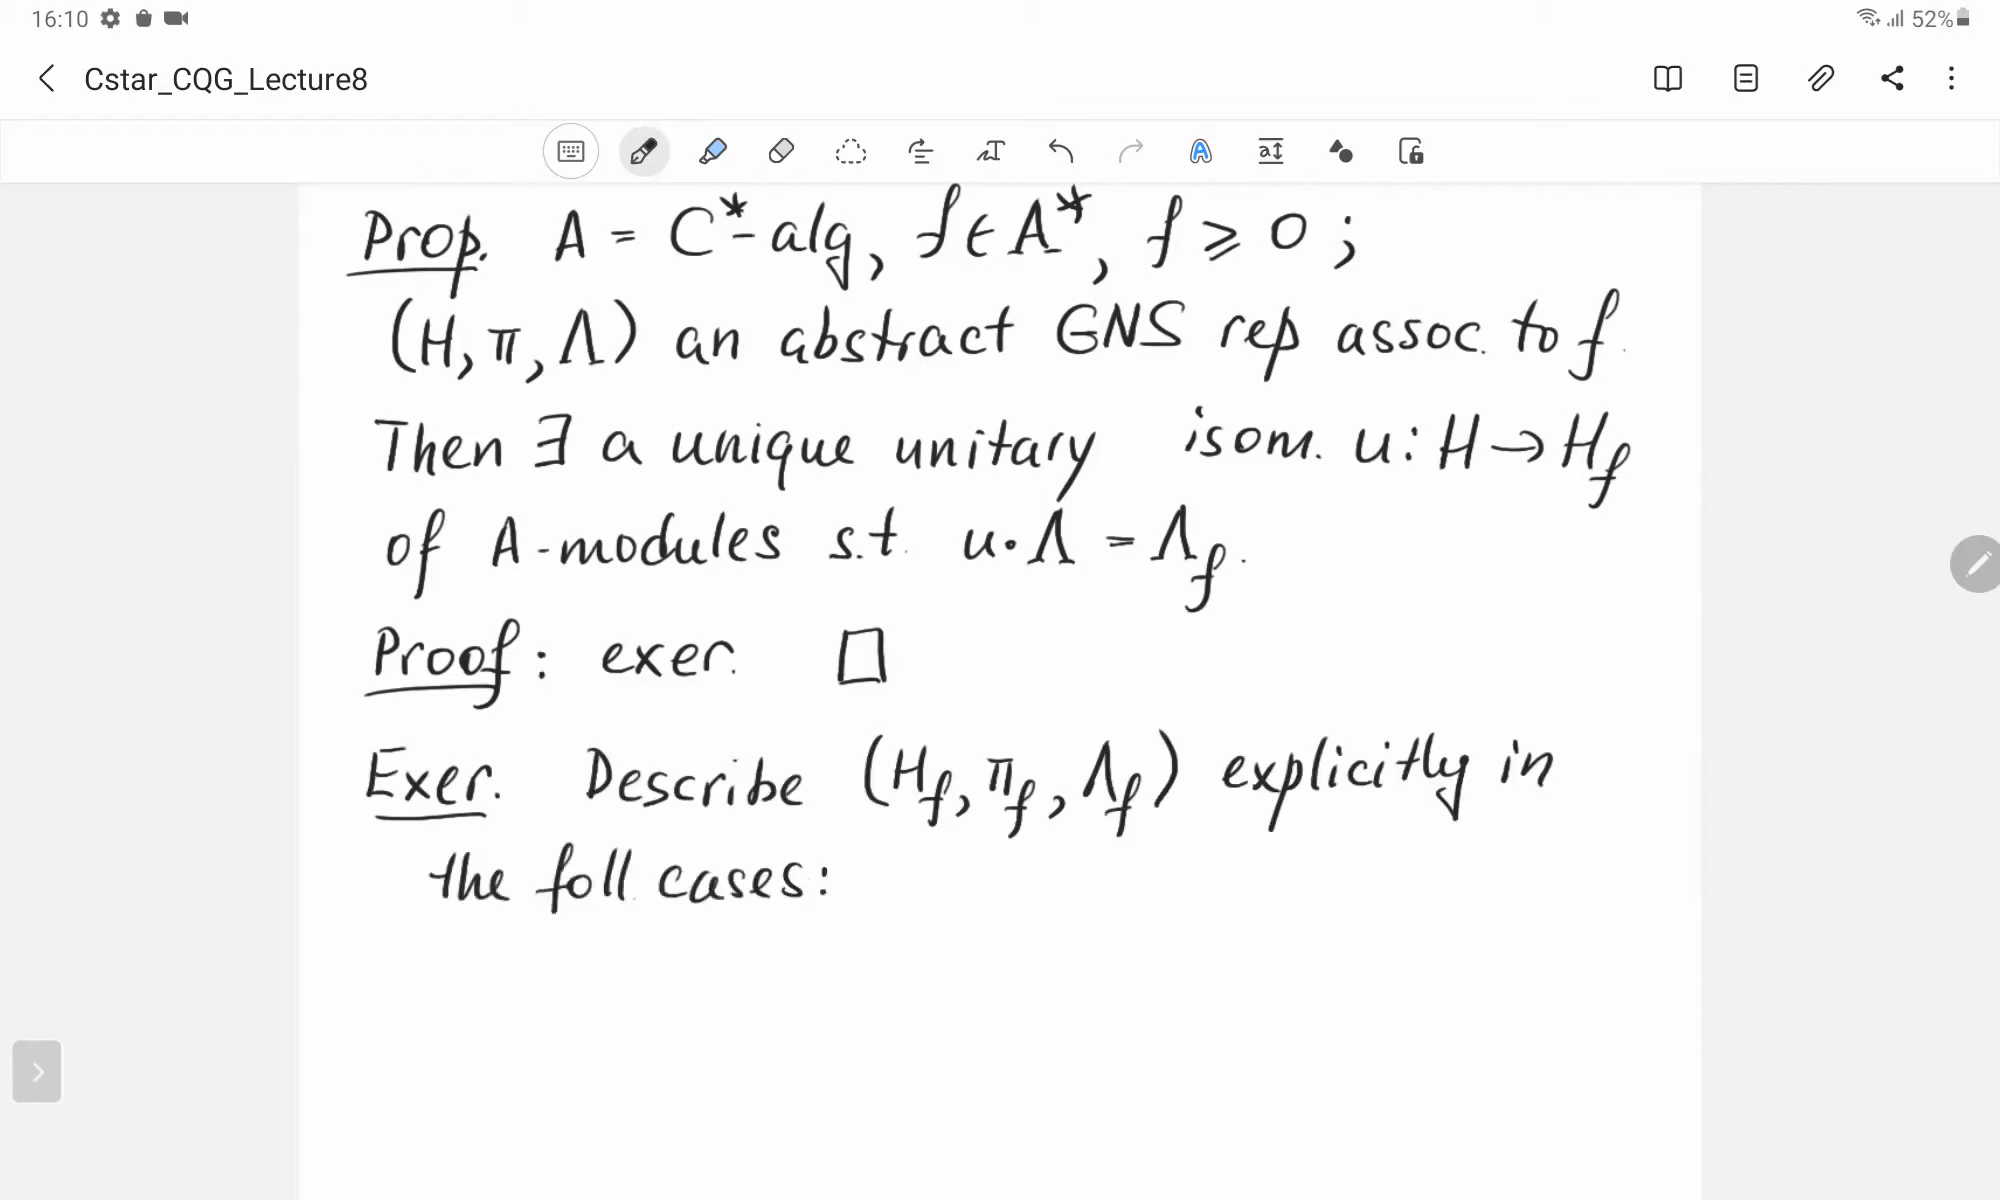 16:10
52%
Cstar_CQG_Lecture8
Prop. A = C*-alg, f ∈ A*, f ⩾ 0 ;
(H, π, Λ) an abstract GNS rep assoc. to f.
Then ∃ a unique unitary isom. u: H → H_f
of A-modules s.t. u·Λ = Λ_f.
Proof: exer. □
Exer. Describe (H_f, π_f, Λ_f) explicitly in
the foll. cases: